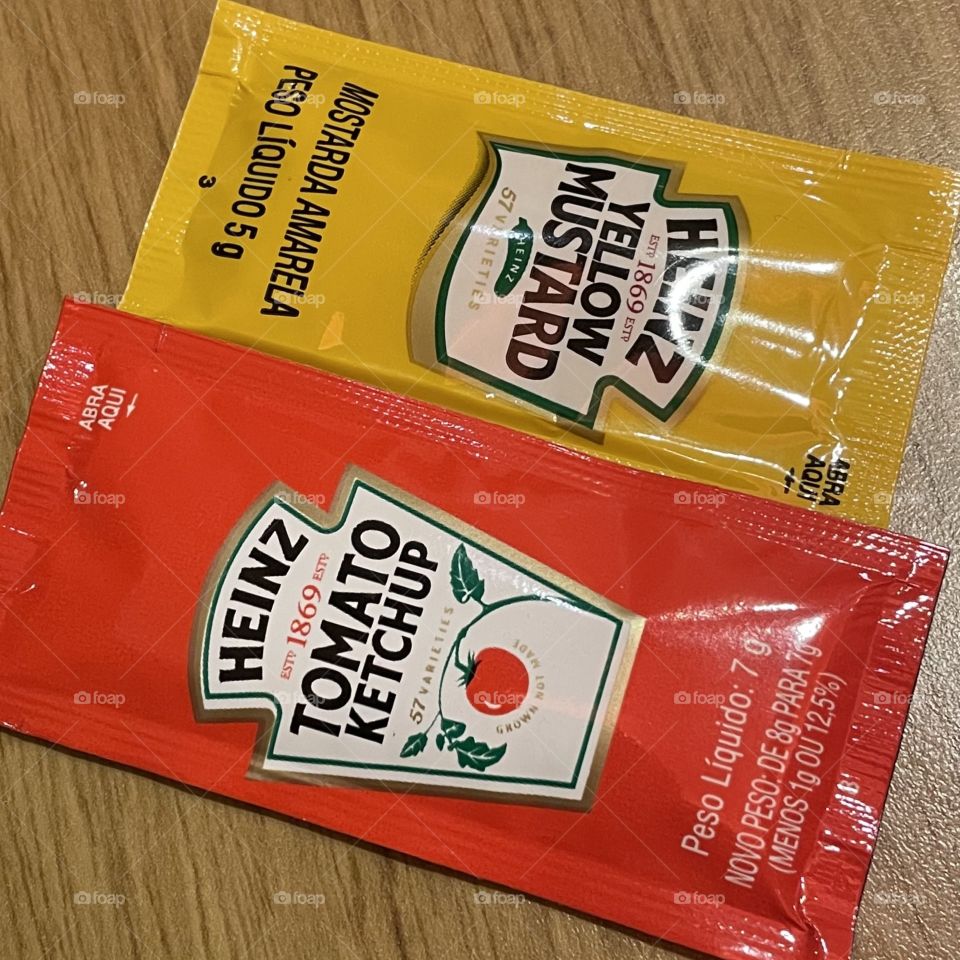 MOSTARDA AMARELA
PESO LÍQUIDO 5 g
3
HEINZ
ESTD 1869 ESTD
YELLOW
MUSTARD
HEINZ
57 VARIETIES
ABRA
AQUI
ABRA
AQUI
HEINZ
ESTD 1869 ESTD
TOMATO
KETCHUP
57 VARIETIES
GROWN NOT MADE
Peso Líquido: 7 g
NOVO PESO: DE 8g PARA 7g
(MENOS 1g OU 12,5%)
foap